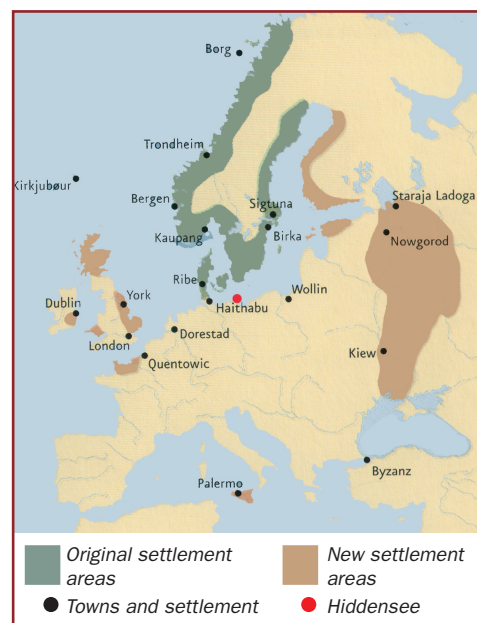 Borg
Trondheim
Kirkjubøur
Bergen
Sigtuna
Staraja Ladoga
Kaupang
Birka
Nowgorod
Ribe
Wollin
Dublin
York
Haithabu
London
Dorestad
Quentowic
Kiew
Byzanz
Palermo
Original settlement
areas
New settlement
areas
Towns and settlement
Hiddensee